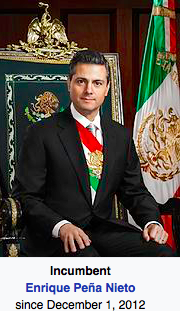 Incumbent
Enrique Peña Nieto
since December 1, 2012